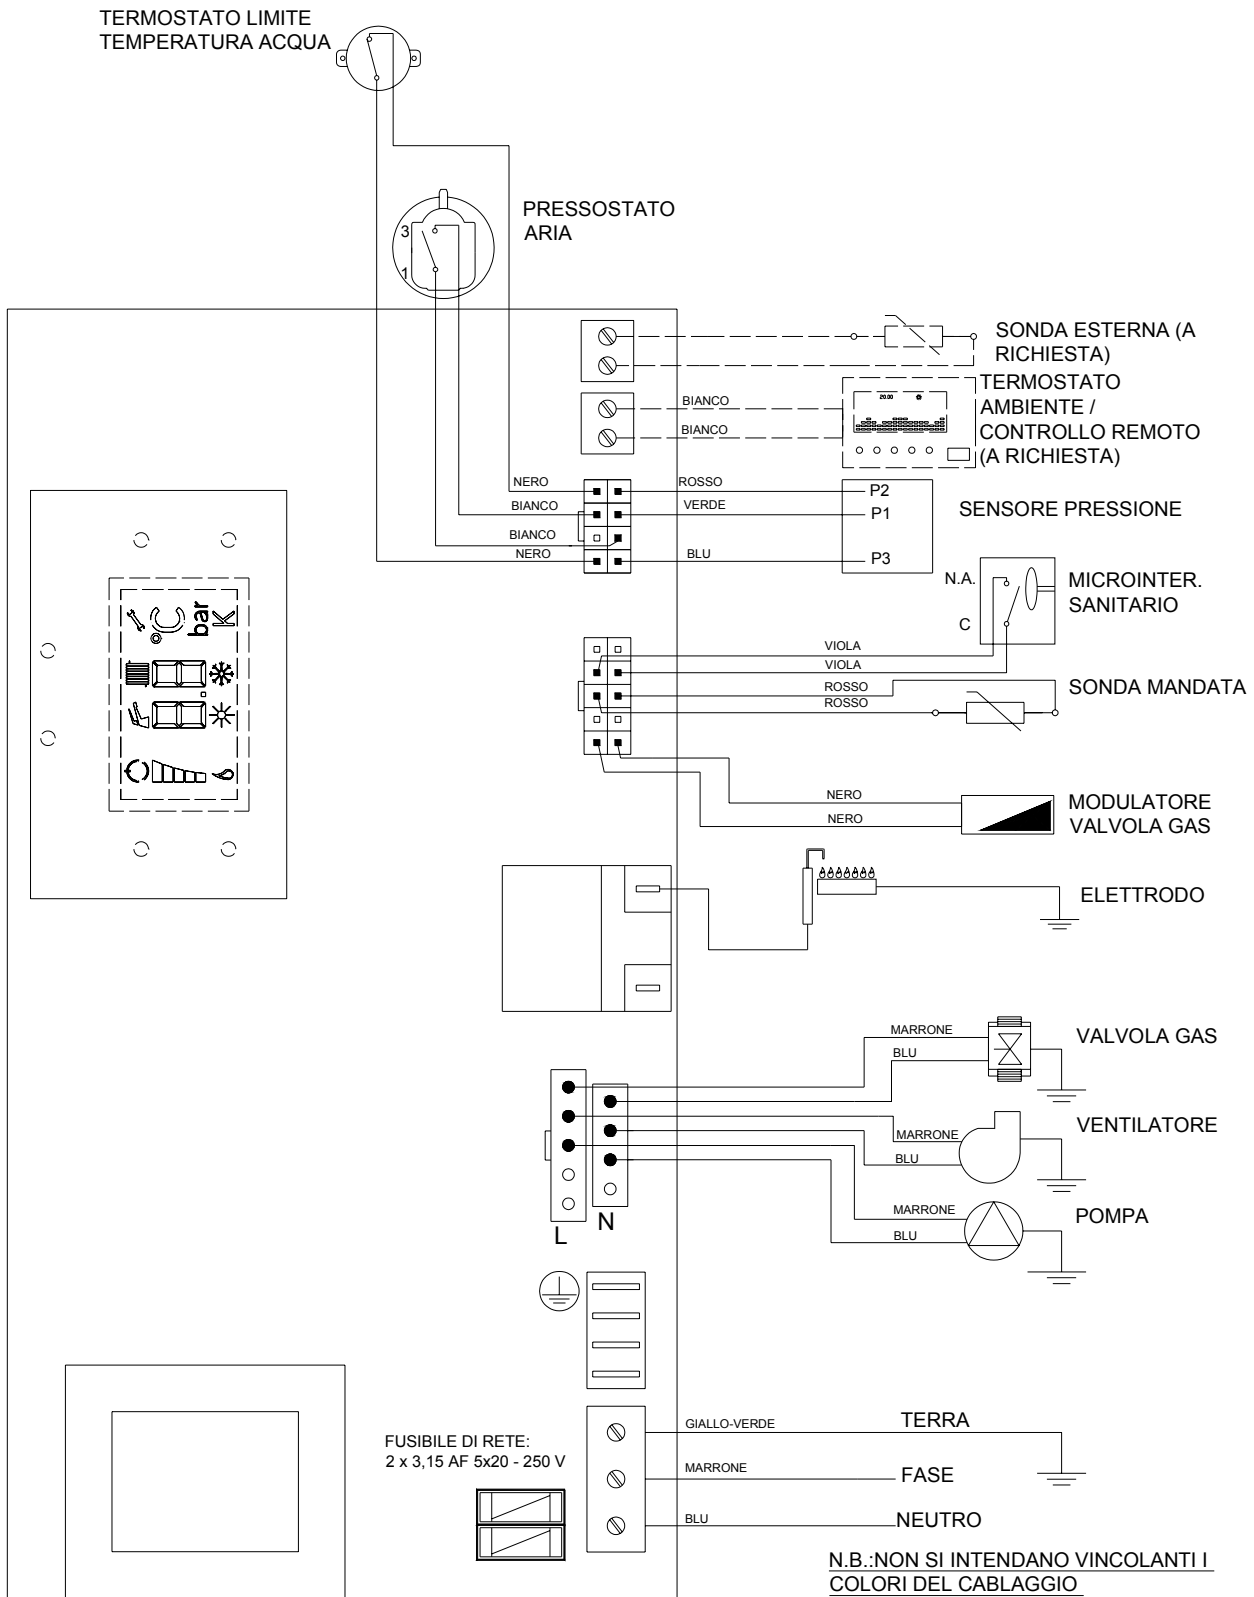 TERMOSTATO LIMITE
TEMPERATURA ACQUA
PRESSOSTATO
ARIA
3
1
SONDA ESTERNA (A
RICHIESTA)
TERMOSTATO
AMBIENTE /
CONTROLLO REMOTO
(A RICHIESTA)
20.00
BIANCO
BIANCO
NERO
BIANCO
BIANCO
NERO
ROSSO
VERDE
BLU
P2
P1
P3
SENSORE PRESSIONE
N.A.
C
MICROINTER.
SANITARIO
VIOLA
VIOLA
ROSSO
ROSSO
SONDA MANDATA
°C
bar
K
NERO
NERO
MODULATORE
VALVOLA GAS
ELETTRODO
MARRONE
BLU
VALVOLA GAS
MARRONE
BLU
VENTILATORE
MARRONE
BLU
POMPA
L
N
FUSIBILE DI RETE:
2 x 3,15 AF 5x20 - 250 V
GIALLO-VERDE
TERRA
MARRONE
FASE
BLU
NEUTRO
N.B.:NON SI INTENDANO VINCOLANTI I
COLORI DEL CABLAGGIO